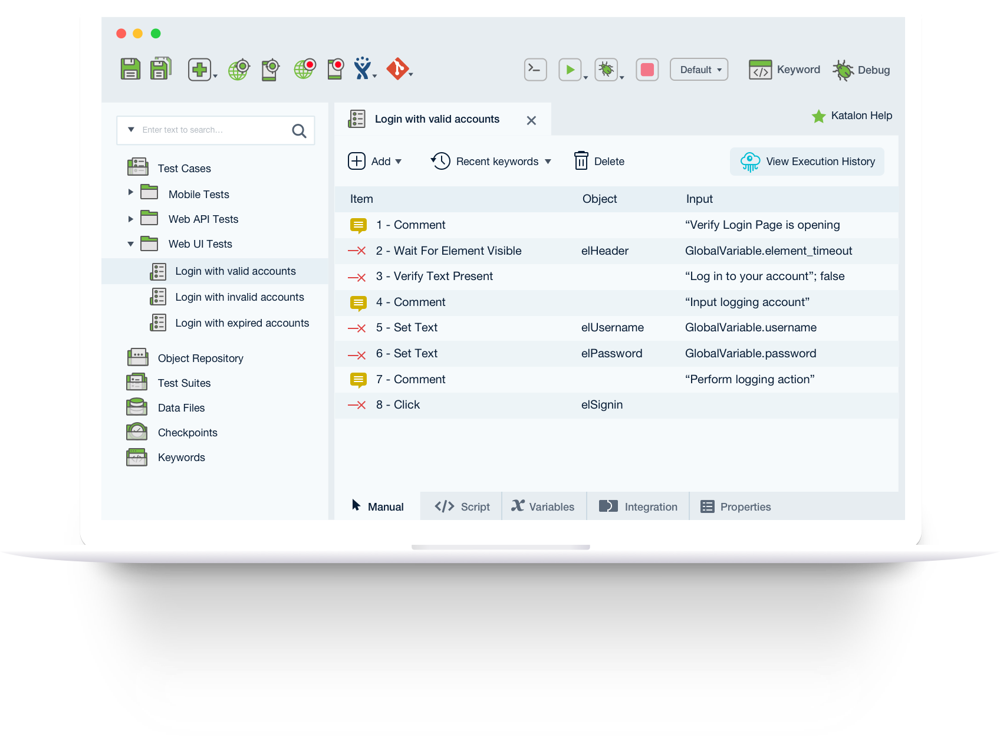 Default
Keyword
Debug
Login with valid accounts
Katalon Help
Enter text to search...
Test Cases
Mobile Tests
Web API Tests
Web UI Tests
Login with valid accounts
Login with invalid accounts
Login with expired accounts
Object Repository
Test Suites
Data Files
Checkpoints
Keywords
Add
Recent keywords
Delete
View Execution History
Item Object Input
1 - Comment “Verify Login Page is opening
2 - Wait For Element Visible elHeader GlobalVariable.element_timeout
3 - Verify Text Present “Log in to your account”; false
4 - Comment “Input logging account”
5 - Set Text elUsername GlobalVariable.username
6 - Set Text elPassword GlobalVariable.password
7 - Comment “Perform logging action”
8 - Click elSignin
Manual
</> Script
x Variables
Integration
Properties